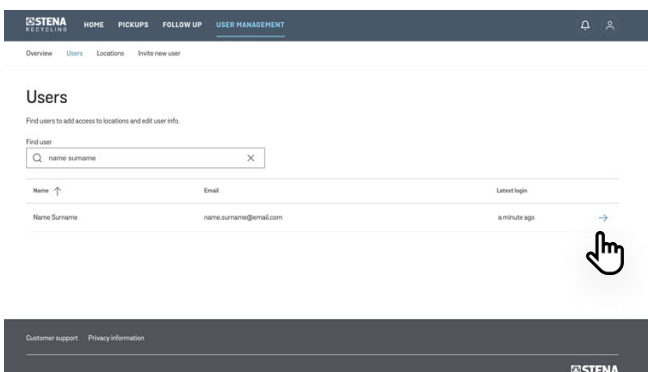 STENA HOME PICKUPS FOLLOW UP USER MANAGEMENT
RECYCLING
Overview Users Locations Invite new user
Users
Find users to add access to locations and edit user info.
Find user
name surname
Name Email Latest login
Name Surname name.surname@email.com a minute ago
Customer support Privacy information
STENA